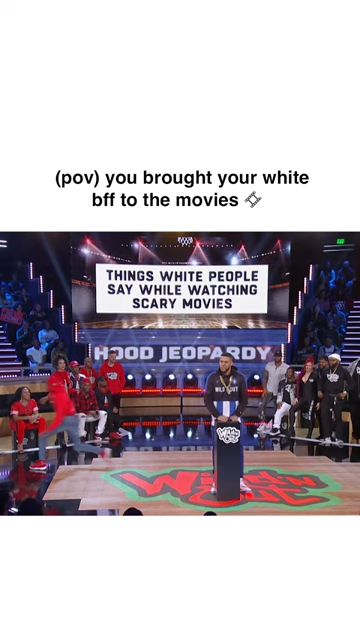 (pov) you brought your white
bff to the movies
THINGS WHITE PEOPLE
SAY WHILE WATCHING
SCARY MOVIES
HOOD JEOPARDY
WILD'N
OUT